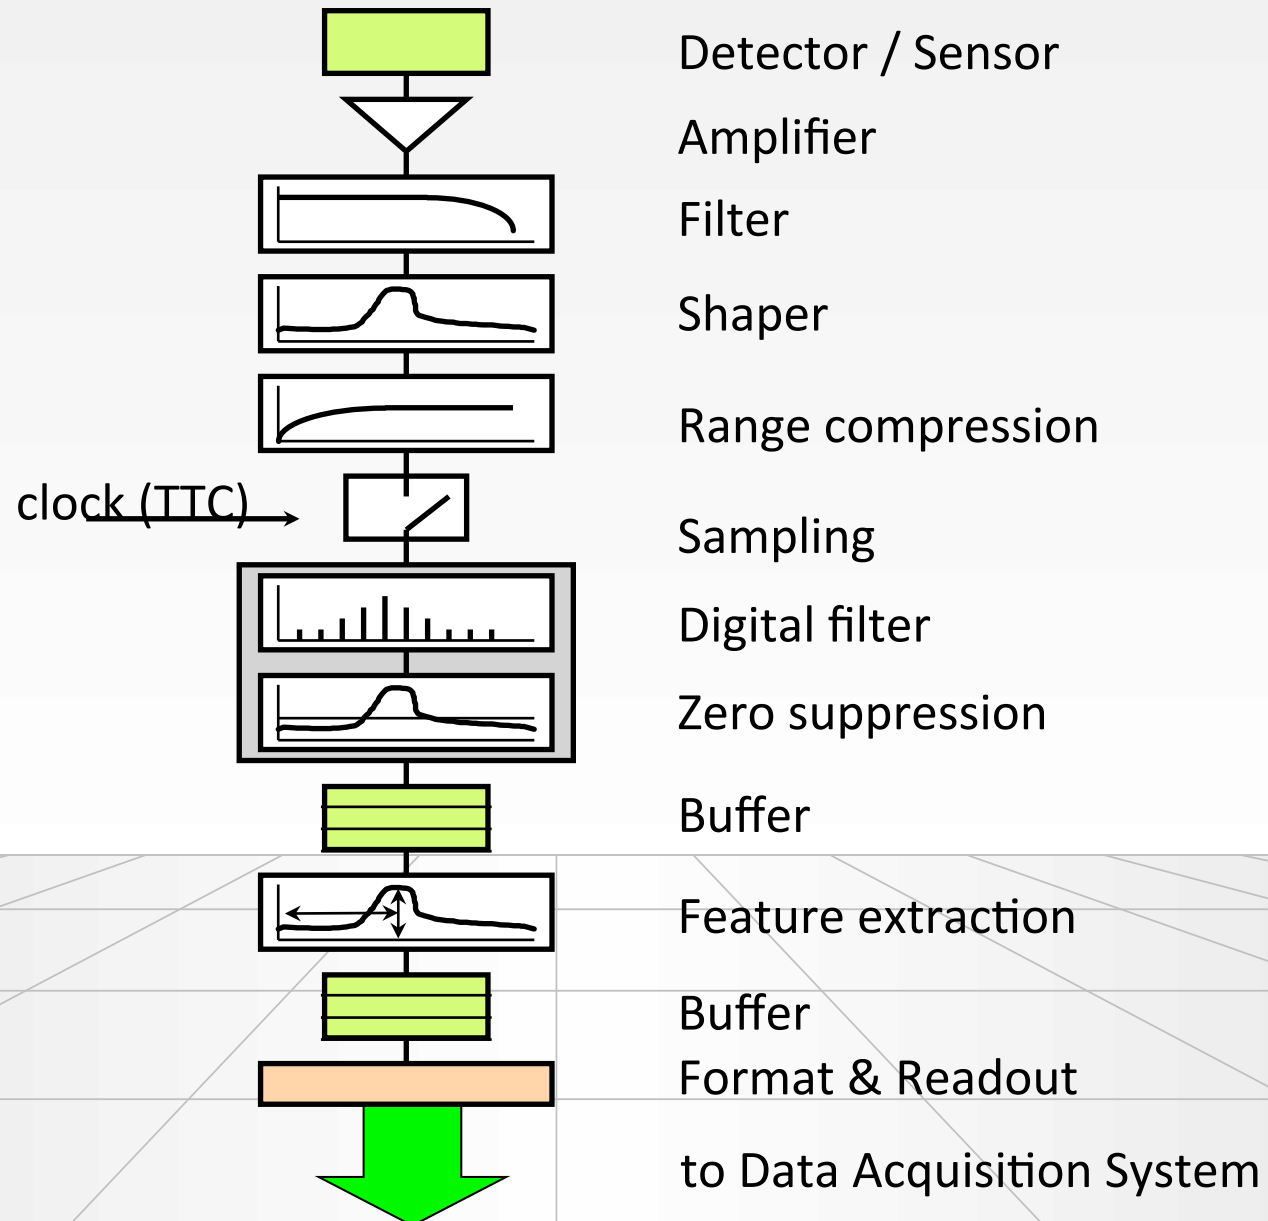 Detector / Sensor
Amplifier
Filter
Shaper
Range compression
clock (TTC)
Sampling
Digital filter
Zero suppression
Buffer
Feature extraction
Buffer
Format & Readout
to Data Acquisition System